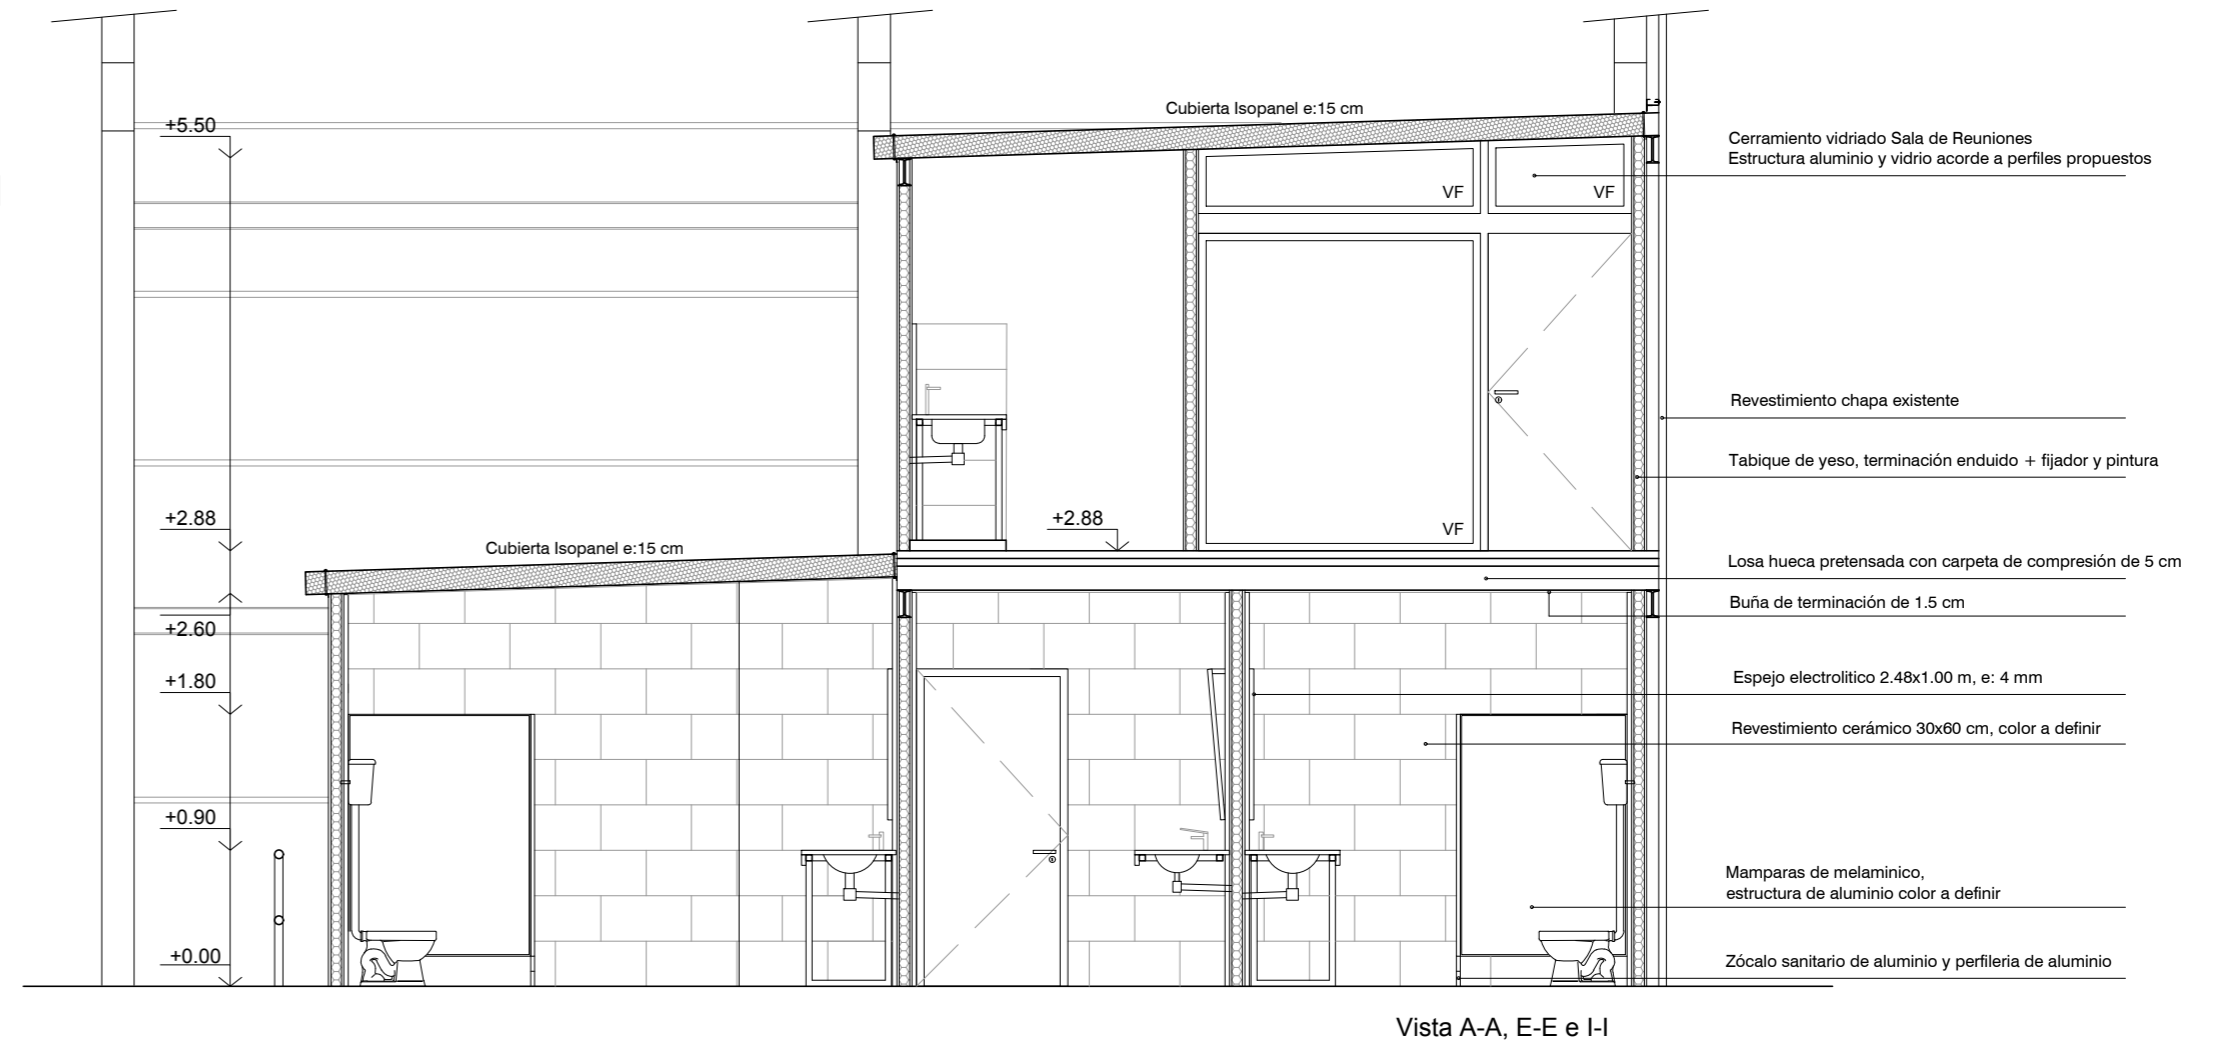 Cubierta Isopanel e:15 cm
+5.50
Cerramiento vidriado Sala de Reuniones
Estructura aluminio y vidrio acorde a perfiles propuestos
VF
VF
Revestimiento chapa existente
Tabique de yeso, terminación enduido + fijador y pintura
+2.88
+2.88
VF
Cubierta Isopanel e:15 cm
Losa hueca pretensada con carpeta de compresión de 5 cm
Buña de terminación de 1.5 cm
+2.60
+1.80
Espejo electrolitico 2.48x1.00 m, e: 4 mm
Revestimiento cerámico 30x60 cm, color a definir
+0.90
Mamparas de melaminico,
estructura de aluminio color a definir
+0.00
Zócalo sanitario de aluminio y perfileria de aluminio
Vista A-A, E-E e I-I